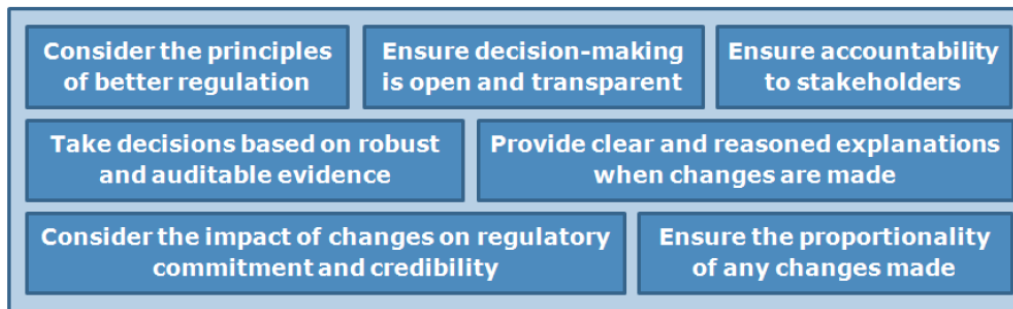 Consider the principles
of better regulation
Ensure decision-making
is open and transparent
Ensure accountability
to stakeholders
Take decisions based on robust
and auditable evidence
Provide clear and reasoned explanations
when changes are made
Consider the impact of changes on regulatory
commitment and credibility
Ensure the proportionality
of any changes made